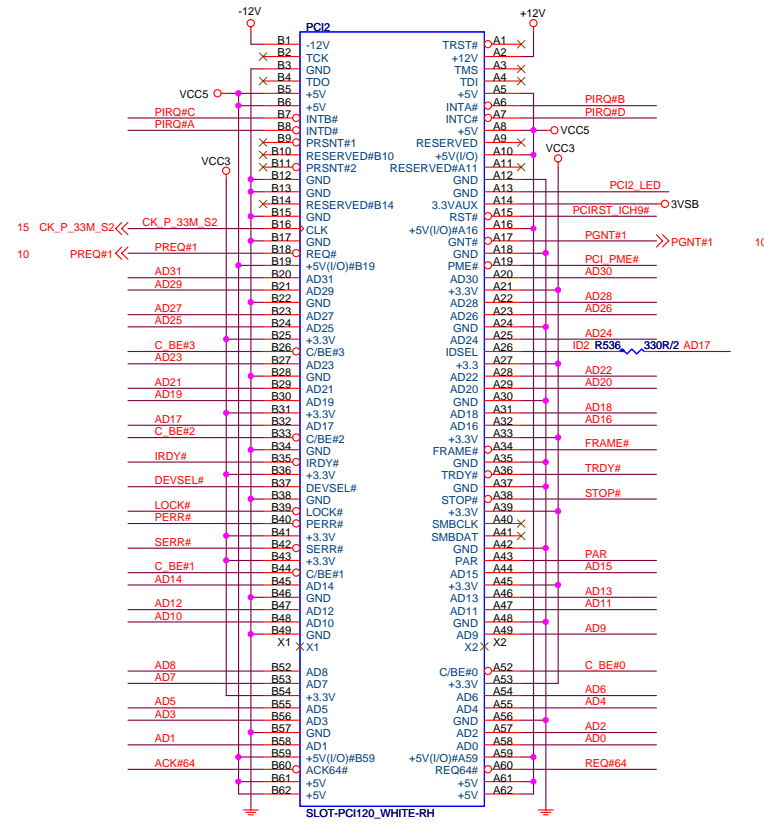 -12V +12V
PCI2
B1 -12V TRST# A1
B2 TCK +12V A2
B3 GND TMS A3
B4 TDO TDI A4
VCC5 B5 +5V +5V A5
B6 +5V INTA# A6 PIRQ#B
PIRQ#C B7 INTB# INTC# A7 PIRQ#D
PIRQ#A B8 INTD# +5V A8 VCC5
B9 PRSNT#1 RESERVED A9
B10 RESERVED#B10 +5V(I/O) A10
VCC3 B11 PRSNT#2 RESERVED#A11 A11 VCC3
B12 GND GND A12
B13 GND GND A13 PCI2_LED
B14 RESERVED#B14 3.3VAUX A14 3VSB
B15 GND RST# A15 PCIRST_ICH9#
15 CK_P_33M_S2 CK_P_33M_S2 B16 CLK +5V(I/O)#A16 A16
B17 GND GNT# A17 PGNT#1 PGNT#1 10
10 PREQ#1 PREQ#1 B18 REQ# GND A18
B19 +5V(I/O)#B19 PME# A19 PCI_PME#
AD31 B20 AD31 AD30 A20 AD30
AD29 B21 AD29 +3.3V A21
B22 GND AD28 A22 AD28
AD27 B23 AD27 AD26 A23 AD26
AD25 B24 AD25 GND A24
B25 +3.3V AD24 A25 AD24
C_BE#3 B26 C/BE#3 IDSEL A26 ID2 R536 330R/2 AD17
AD23 B27 AD23 +3.3 A27
B28 GND AD22 A28 AD22
AD21 B29 AD21 AD20 A29 AD20
AD19 B30 AD19 GND A30
B31 +3.3V AD18 A31 AD18
AD17 B32 AD17 AD16 A32 AD16
C_BE#2 B33 C/BE#2 +3.3V A33
B34 GND FRAME# A34 FRAME#
IRDY# B35 IRDY# GND A35
B36 +3.3V TRDY# A36 TRDY#
DEVSEL# B37 DEVSEL# GND A37
B38 GND STOP# A38 STOP#
LOCK# B39 LOCK# +3.3V A39
PERR# B40 PERR# SMBCLK A40
B41 +3.3V SMBDAT A41
SERR# B42 SERR# GND A42
B43 +3.3V PAR A43 PAR
C_BE#1 B44 C/BE#1 AD15 A44 AD15
AD14 B45 AD14 +3.3V A45
B46 GND AD13 A46 AD13
AD12 B47 AD12 AD11 A47 AD11
AD10 B48 AD10 GND A48
B49 GND AD9 A49 AD9
X1 X1 X2 X2
AD8 B52 AD8 C/BE#0 A52 C_BE#0
AD7 B53 AD7 +3.3V A53
B54 +3.3V AD6 A54 AD6
AD5 B55 AD5 AD4 A55 AD4
AD3 B56 AD3 GND A56
B57 GND AD2 A57 AD2
AD1 B58 AD1 AD0 A58 AD0
B59 +5V(I/O)#B59 +5V(I/O)#A59 A59
ACK#64 B60 ACK64# REQ64# A60 REQ#64
B61 +5V +5V A61
B62 +5V +5V A62
SLOT-PCI120_WHITE-RH